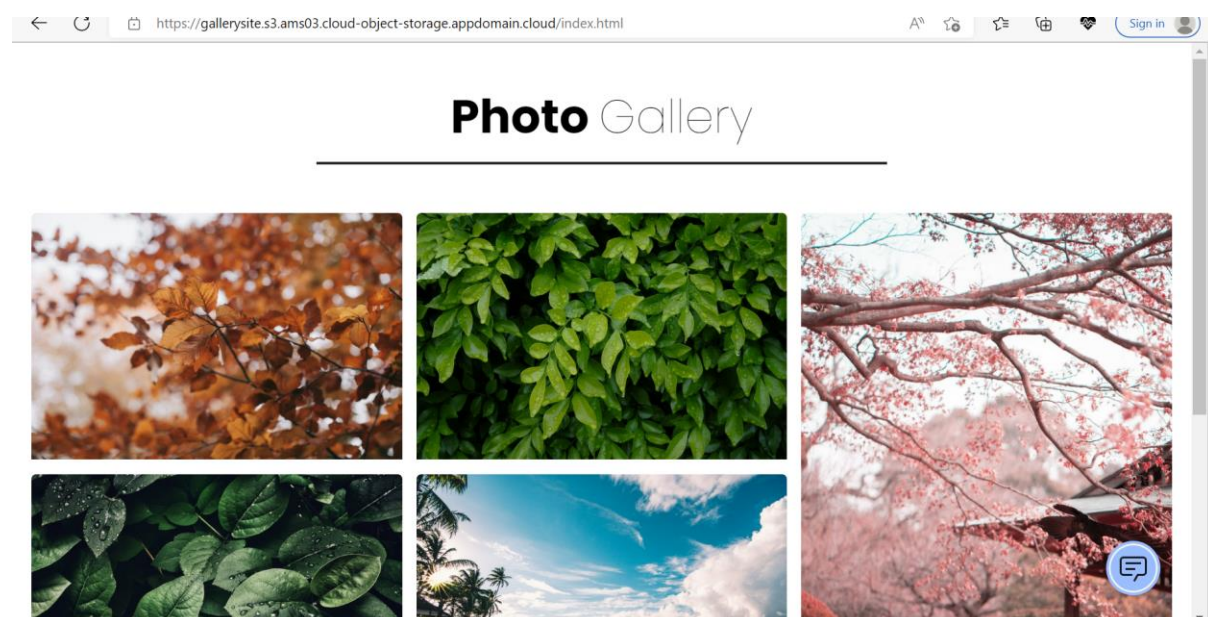 https://gallerysite.s3.ams03.cloud-object-storage.appdomain.cloud/index.html
Sign in
Photo Gallery